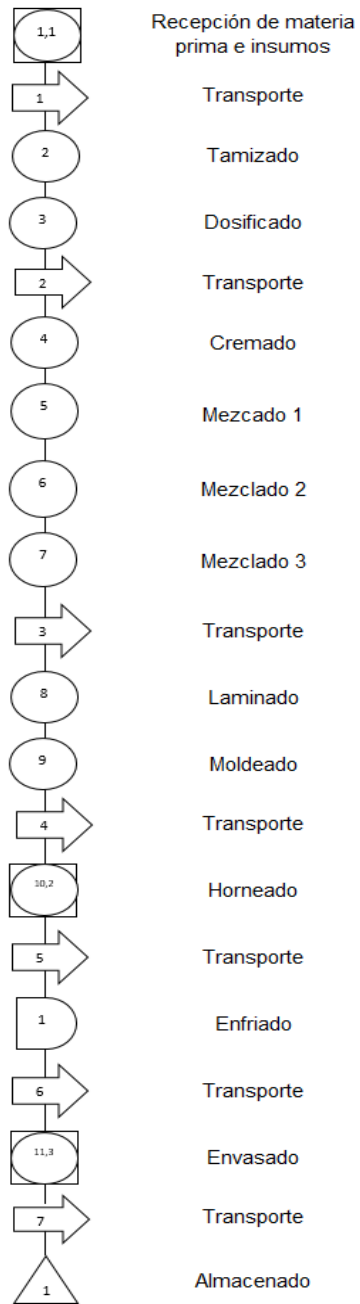 1,1
Recepción de materia
prima e insumos
1
Transporte
2
Tamizado
3
Dosificado
2
Transporte
4
Cremado
5
Mezcado 1
6
Mezclado 2
7
Mezclado 3
3
Transporte
8
Laminado
9
Moldeado
4
Transporte
10,2
Horneado
5
Transporte
1
Enfriado
6
Transporte
11,3
Envasado
7
Transporte
1
Almacenado